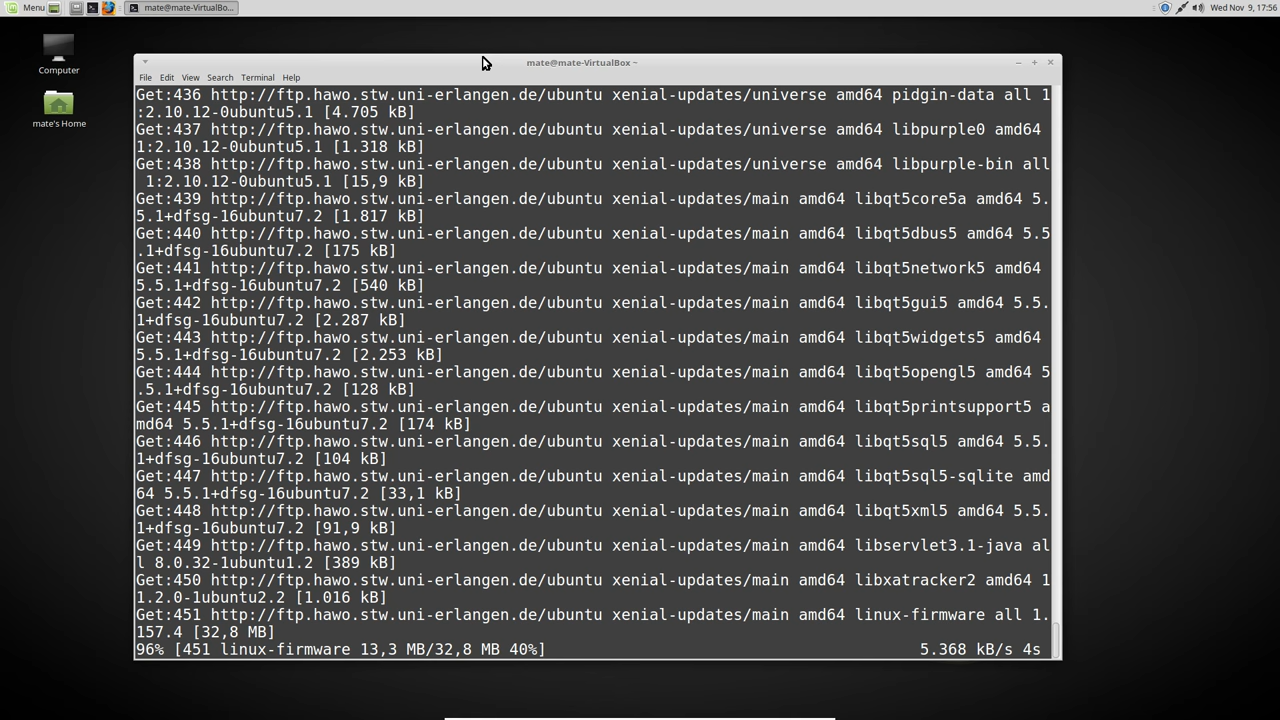 Menu
mate@mate-VirtualBo...
Wed Nov 9, 17:56
Computer
mate's Home
mate@mate-VirtualBox ~
File Edit View Search Terminal Help
Get:436 http://ftp.hawo.stw.uni-erlangen.de/ubuntu xenial-updates/universe amd64 pidgin-data all 1
:2.10.12-0ubuntu5.1 [4.705 kB]
Get:437 http://ftp.hawo.stw.uni-erlangen.de/ubuntu xenial-updates/universe amd64 libpurple0 amd64
1:2.10.12-0ubuntu5.1 [1.318 kB]
Get:438 http://ftp.hawo.stw.uni-erlangen.de/ubuntu xenial-updates/universe amd64 libpurple-bin all
1:2.10.12-0ubuntu5.1 [15,9 kB]
Get:439 http://ftp.hawo.stw.uni-erlangen.de/ubuntu xenial-updates/main amd64 libqt5core5a amd64 5.
5.1+dfsg-16ubuntu7.2 [1.817 kB]
Get:440 http://ftp.hawo.stw.uni-erlangen.de/ubuntu xenial-updates/main amd64 libqt5dbus5 amd64 5.5
.1+dfsg-16ubuntu7.2 [175 kB]
Get:441 http://ftp.hawo.stw.uni-erlangen.de/ubuntu xenial-updates/main amd64 libqt5network5 amd64
5.5.1+dfsg-16ubuntu7.2 [540 kB]
Get:442 http://ftp.hawo.stw.uni-erlangen.de/ubuntu xenial-updates/main amd64 libqt5gui5 amd64 5.5.
1+dfsg-16ubuntu7.2 [2.287 kB]
Get:443 http://ftp.hawo.stw.uni-erlangen.de/ubuntu xenial-updates/main amd64 libqt5widgets5 amd64
5.5.1+dfsg-16ubuntu7.2 [2.253 kB]
Get:444 http://ftp.hawo.stw.uni-erlangen.de/ubuntu xenial-updates/main amd64 libqt5opengl5 amd64 5
.5.1+dfsg-16ubuntu7.2 [128 kB]
Get:445 http://ftp.hawo.stw.uni-erlangen.de/ubuntu xenial-updates/main amd64 libqt5printsupport5 a
md64 5.5.1+dfsg-16ubuntu7.2 [174 kB]
Get:446 http://ftp.hawo.stw.uni-erlangen.de/ubuntu xenial-updates/main amd64 libqt5sql5 amd64 5.5.
1+dfsg-16ubuntu7.2 [104 kB]
Get:447 http://ftp.hawo.stw.uni-erlangen.de/ubuntu xenial-updates/main amd64 libqt5sql5-sqlite amd
64 5.5.1+dfsg-16ubuntu7.2 [33,1 kB]
Get:448 http://ftp.hawo.stw.uni-erlangen.de/ubuntu xenial-updates/main amd64 libqt5xml5 amd64 5.5.
1+dfsg-16ubuntu7.2 [91,9 kB]
Get:449 http://ftp.hawo.stw.uni-erlangen.de/ubuntu xenial-updates/main amd64 libservlet3.1-java al
l 8.0.32-1ubuntu1.2 [389 kB]
Get:450 http://ftp.hawo.stw.uni-erlangen.de/ubuntu xenial-updates/main amd64 libxatracker2 amd64 1
1.2.0-1ubuntu2.2 [1.016 kB]
Get:451 http://ftp.hawo.stw.uni-erlangen.de/ubuntu xenial-updates/main amd64 linux-firmware all 1.
157.4 [32,8 MB]
96% [451 linux-firmware 13,3 MB/32,8 MB 40%] 5.368 kB/s 4s